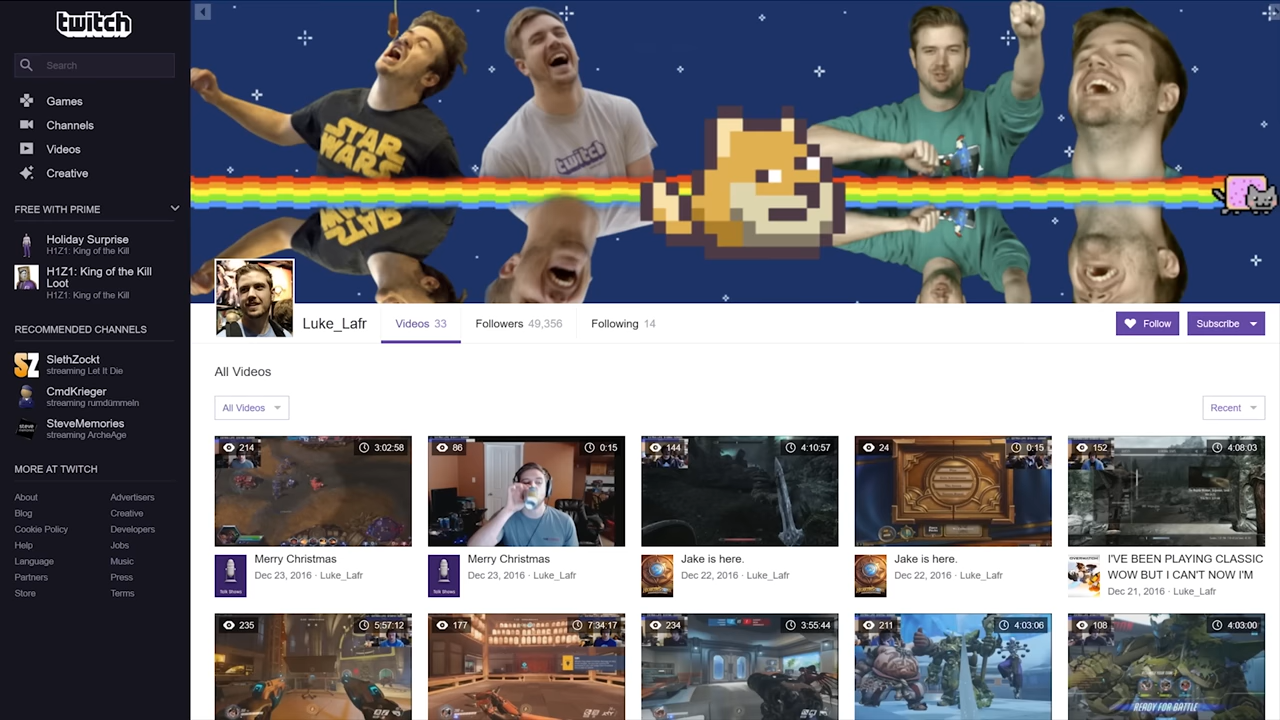 twitch
Search
Games
Channels
Videos
Creative
FREE WITH PRIME
Holiday Surprise
H1Z1: King of the Kill
H1Z1: King of the Kill
Loot
H1Z1: King of the Kill
RECOMMENDED CHANNELS
SlethZockt
streaming Let It Die
CmdKrieger
streaming rumdümmeln
SteveMemories
streaming ArcheAge
MORE AT TWITCH
About Advertisers
Blog Creative
Cookie Policy Developers
Help Jobs
Language Music
Partners Press
Store Terms
STAR
WARS
twitch
Luke_Lafr Videos 33 Followers 49,356 Following 14 Follow Subscribe
All Videos
All Videos Recent
214 3:02:58 86 0:15 144 4:10:57 24 0:15 152 4:08:03
Merry Christmas
Dec 23, 2016 · Luke_Lafr
Talk Shows
Merry Christmas
Dec 23, 2016 · Luke_Lafr
Talk Shows
Jake is here.
Dec 22, 2016 · Luke_Lafr
Jake is here.
Dec 22, 2016 · Luke_Lafr
I'VE BEEN PLAYING CLASSIC
WOW BUT I CAN'T NOW I'M
Dec 21, 2016 · Luke_Lafr
235 5:57:12 177 7:34:17 234 3:55:44 211 4:03:06 108 4:03:00
READY FOR BATTLE